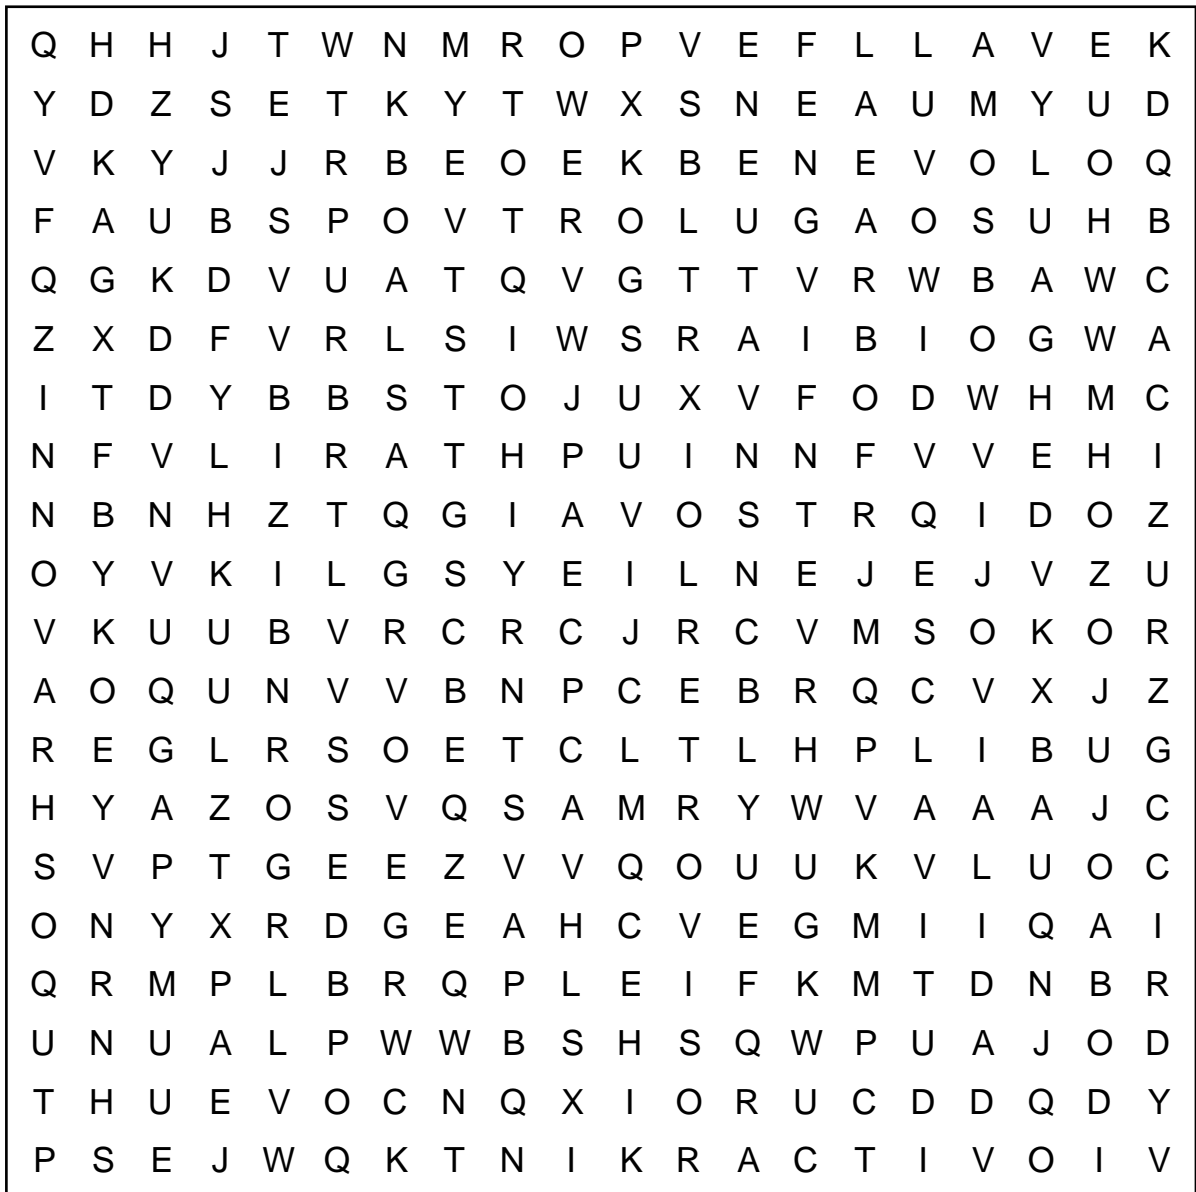 Q H H J T W N M R O P V E F L L A V E K
Y D Z S E T K Y T W X S N E A U M Y U D
V K Y J J R B E O E K B E N E V O L O Q
F A U B S P O V T R O L U G A O S U H B
Q G K D V U A T Q V G T T V R W B A W C
Z X D F V R L S I W S R A I B I O G W A
I T D Y B B S T O J U X V F O D W H M C
N F V L I R A T H P U I N N F V V E H I
N B N H Z T Q G I A V O S T R Q I D O Z
O Y V K I L G S Y E I L N E J E J V Z U
V K U U B V R C R C J R C V M S O K O R
A O Q U N V V B N P C E B R Q C V X J Z
R E G L R S O E T C L T L H P L I B U G
H Y A Z O S V Q S A M R Y W V A A A J C
S V P T G E E Z V V Q O U U K V L U O C
O N Y X R D G E A H C V E G M I I Q A I
Q R M P L B R Q P L E I F K M T D N B R
U N U A L P W W B S H S Q W P U A J O D
T H U E V O C N Q X I O R U C D D Q D Y
P S E J W Q K T N I K R A C T I V O I V